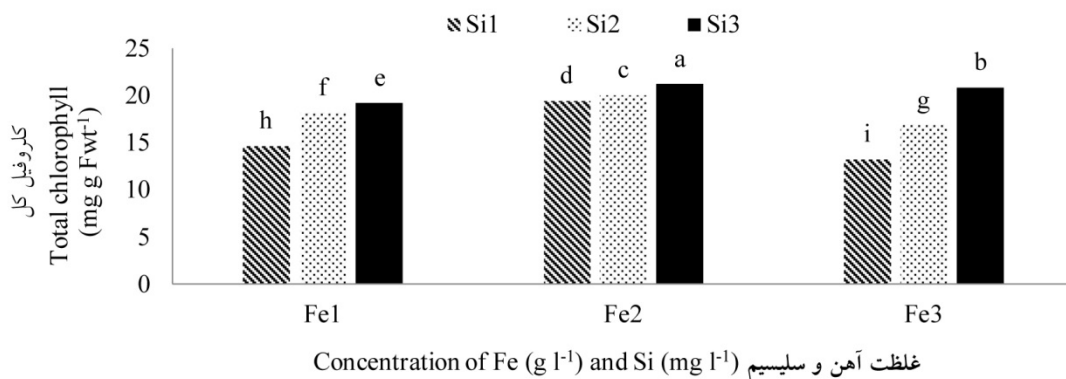 Si1 Si2 Si3
کلروفیل کل
Total chlorophyll
(mg g Fwt⁻¹)
25
20
15
10
5
0
h f e d c a i g b
Fe1 Fe2 Fe3
Concentration of Fe (g l⁻¹) and Si (mg l⁻¹) غلظت آهن و سلیسیم